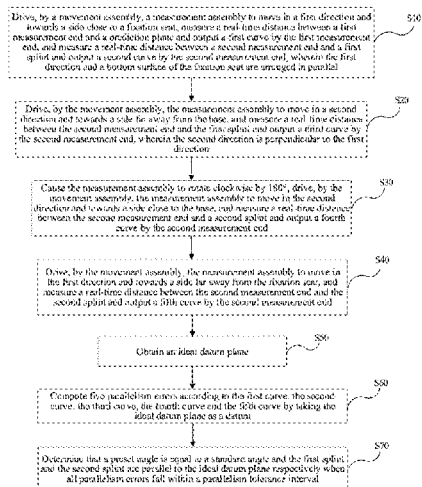 Drive, by a movement assembly, a measurement assembly to move in a first direction and
towards a side close to a fixation seat, measure a real-time distance between a first
measurement end and a prediction plane and output a first curve by the first measurement
end, and measure a real-time distance between a second measurement end and a first
splint and output a second curve by the second measurement end, wherein the first
direction and a bottom surface of the fixation seat are arranged in parallel
S10
Drive, by the movement assembly, the measurement assembly to move in a second
direction and towards a side far away from the base, and measure a real-time distance
between the second measurement end and the first splint and output a third curve by
the second measurement end, wherein the second direction is perpendicular to the first
direction
S20
Cause the measurement assembly to rotate clockwise by 180°, drive, by the
movement assembly, the measurement assembly to move in the second
direction and towards a side close to the base, and measure a real-time distance
between the second measurement end and a second splint and output a fourth
curve by the second measurement end
S30
Drive, by the movement assembly, the measurement assembly to move in
the first direction and towards a side far away from the fixation seat, and
measure a real-time distance between the second measurement end and the
second splint and output a fifth curve by the second measurement end
S40
Obtain an ideal datum plane
S50
Compute five parallelism errors according to the first curve, the second
curve, the third curve, the fourth curve and the fifth curve by taking the
ideal datum plane as a datum
S60
Determine that a preset angle is equal to a standard angle and the first splint
and the second splint are parallel to the ideal datum plane respectively when
all parallelism errors fall within a parallelism tolerance interval
S70